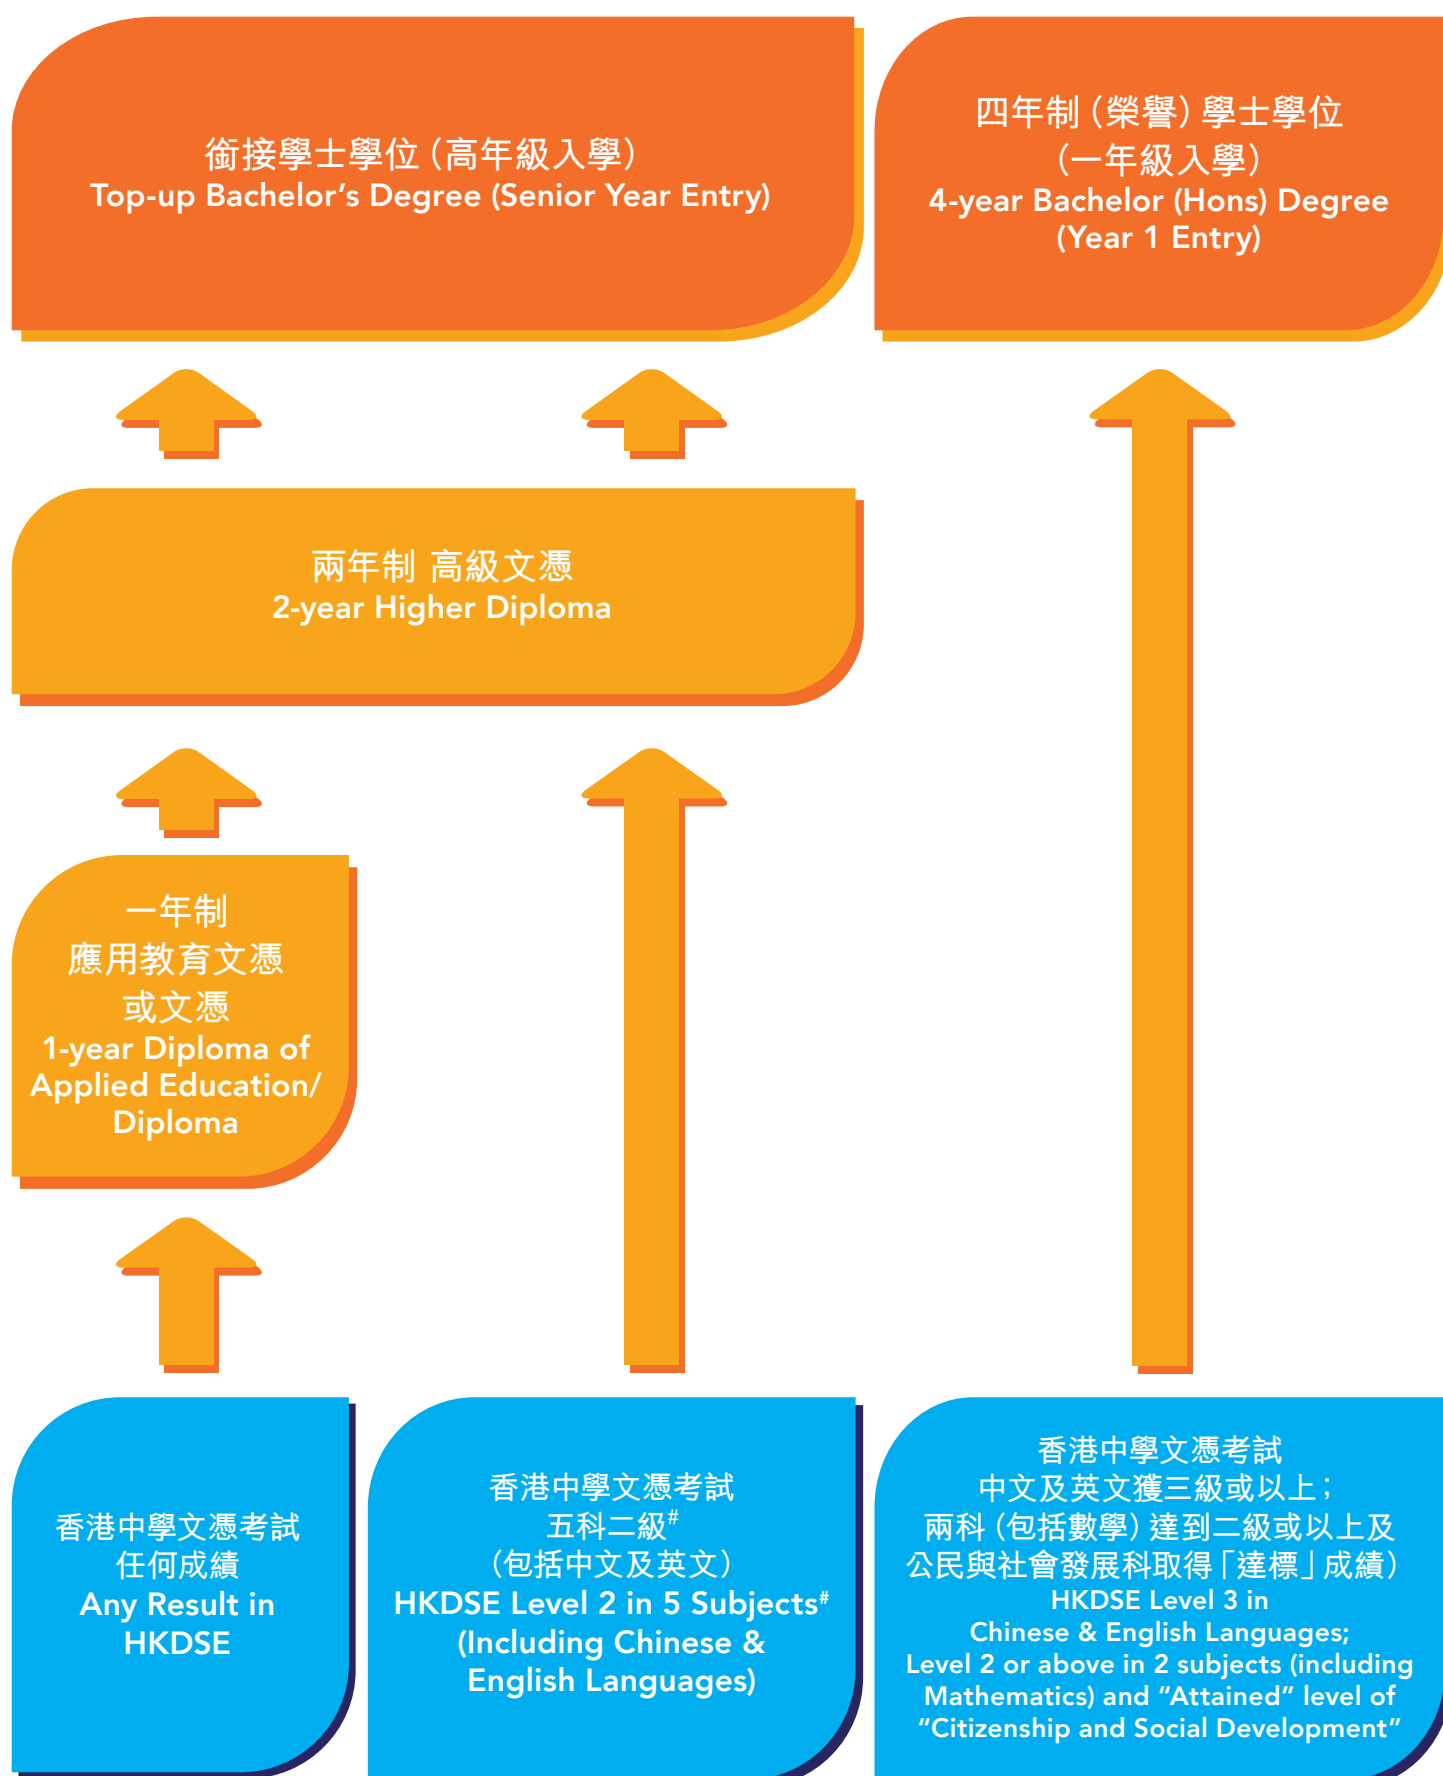 銜接學士學位（高年級入學）
Top-up Bachelor’s Degree (Senior Year Entry)
四年制（榮譽）學士學位
（一年級入學）
4-year Bachelor (Hons) Degree
(Year 1 Entry)
兩年制 高級文憑
2-year Higher Diploma
一年制
應用教育文憑
或文憑
1-year Diploma of
Applied Education/
Diploma
香港中學文憑考試
任何成績
Any Result in
HKDSE
香港中學文憑考試
五科二級#
（包括中文及英文）
HKDSE Level 2 in 5 Subjects#
(Including Chinese &
English Languages)
香港中學文憑考試
中文及英文獲三級或以上；
兩科（包括數學）達到二級或以上及
公民與社會發展科取得「達標」成績）
HKDSE Level 3 in
Chinese & English Languages;
Level 2 or above in 2 subjects (including
Mathematics) and “Attained” level of
“Citizenship and Social Development”